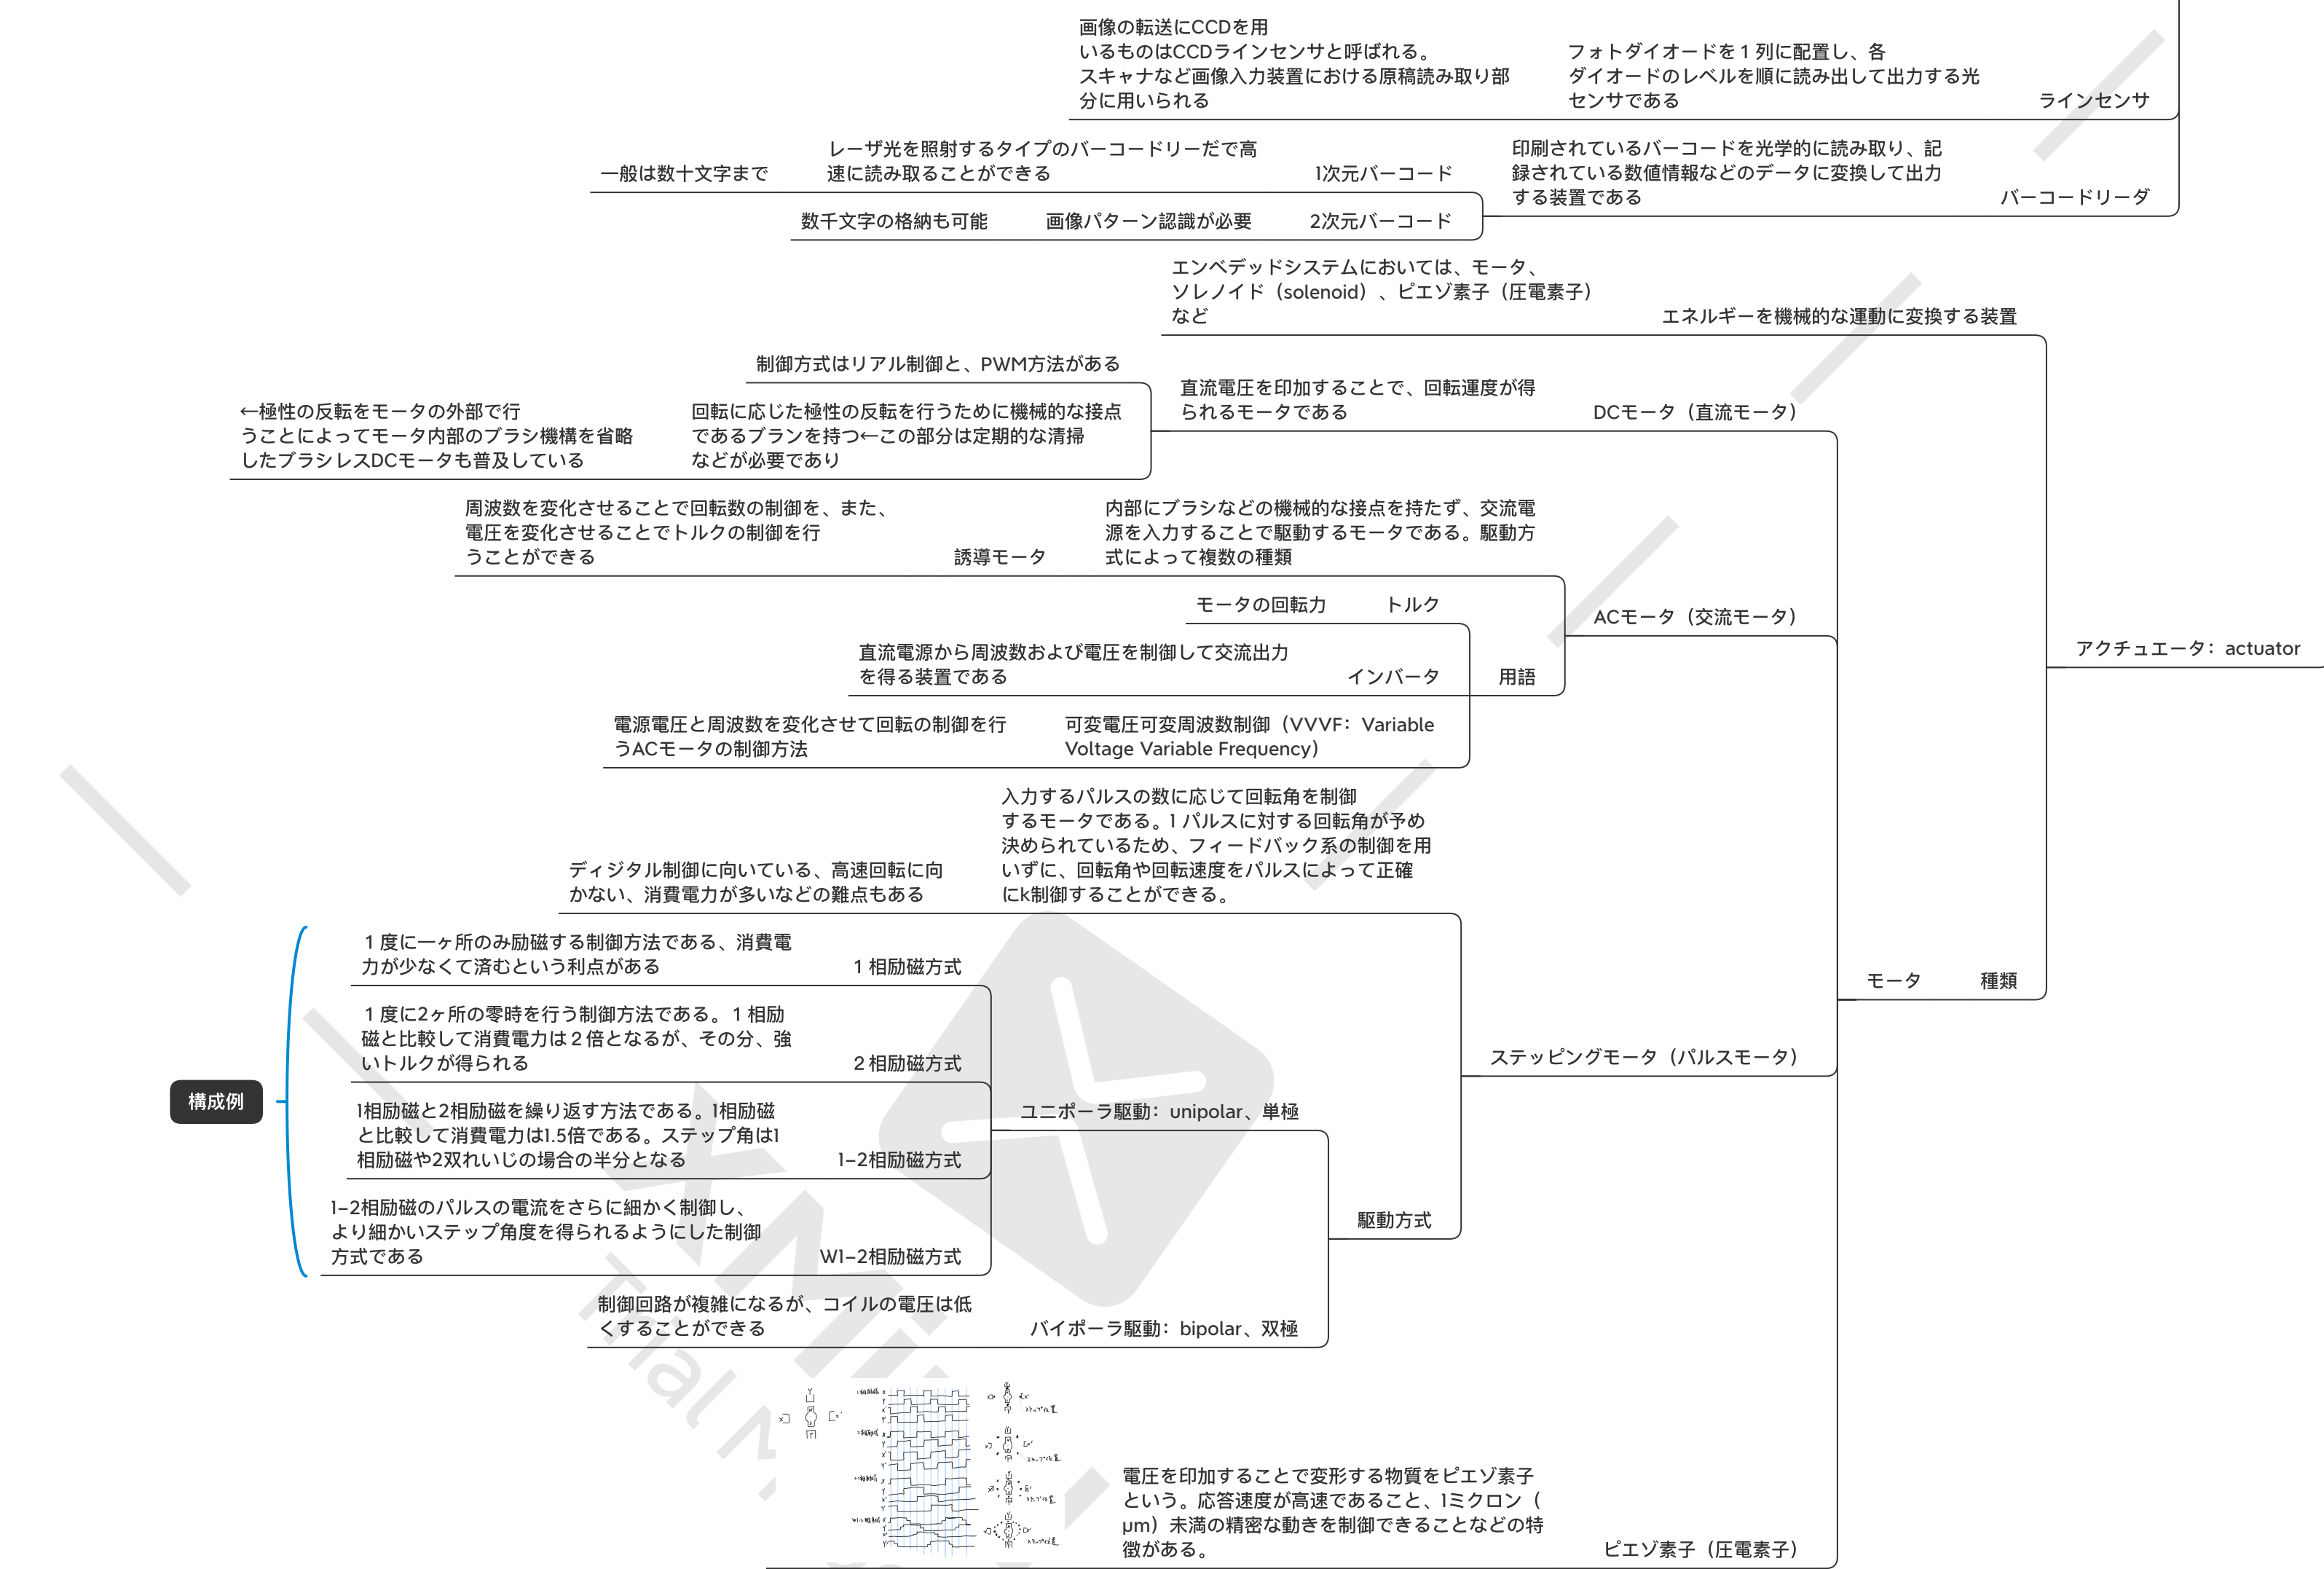 画像の転送にCCDを用
いるものはCCDラインセンサと呼ばれる。
スキャナなど画像入力装置における原稿読み取り部
分に用いられる
フォトダイオードを１列に配置し、各
ダイオードのレベルを順に読み出して出力する光
センサである
ラインセンサ
一般は数十文字まで
レーザ光を照射するタイプのバーコードリーだで高
速に読み取ることができる
1次元バーコード
印刷されているバーコードを光学的に読み取り、記
録されている数値情報などのデータに変換して出力
する装置である
バーコードリーダ
数千文字の格納も可能
画像パターン認識が必要
2次元バーコード
エンベデッドシステムにおいては、モータ、
ソレノイド（solenoid）、ピエゾ素子（圧電素子）
など
エネルギーを機械的な運動に変換する装置
制御方式はリアル制御と、PWM方法がある
直流電圧を印加することで、回転運度が得
られるモータである
DCモータ（直流モータ）
←極性の反転をモータの外部で行
うことによってモータ内部のブラシ機構を省略
したブラシレスDCモータも普及している
回転に応じた極性の反転を行うために機械的な接点
であるブランを持つ←この部分は定期的な清掃
などが必要であり
周波数を変化させることで回転数の制御を、また、
電圧を変化させることでトルクの制御を行
うことができる
誘導モータ
内部にブラシなどの機械的な接点を持たず、交流電
源を入力することで駆動するモータである。駆動方
式によって複数の種類
モータの回転力
トルク
ACモータ（交流モータ）
直流電源から周波数および電圧を制御して交流出力
を得る装置である
インバータ
用語
アクチュエータ：actuator
電源電圧と周波数を変化させて回転の制御を行
うACモータの制御方法
可変電圧可変周波数制御（VVVF：Variable
Voltage Variable Frequency）
ディジタル制御に向いている、高速回転に向
かない、消費電力が多いなどの難点もある
入力するパルスの数に応じて回転角を制御
するモータである。1 パルスに対する回転角が予め
決められているため、フィードバック系の制御を用
いずに、回転角や回転速度をパルスによって正確
にk制御することができる。
１度に一ヶ所のみ励磁する制御方法である、消費電
力が少なくて済むという利点がある
１相励磁方式
モータ
種類
１度に2ヶ所の零時を行う制御方法である。１相励
磁と比較して消費電力は２倍となるが、その分、強
いトルクが得られる
２相励磁方式
ステッピングモータ（パルスモータ）
構成例
1相励磁と2相励磁を繰り返す方法である。1相励磁
と比較して消費電力は1.5倍である。ステップ角は1
相励磁や2双れいじの場合の半分となる
1–2相励磁方式
ユニポーラ駆動：unipolar、単極
1–2相励磁のパルスの電流をさらに細かく制御し、
より細かいステップ角度を得られるようにした制御
方式である
W1–2相励磁方式
駆動方式
制御回路が複雑になるが、コイルの電圧は低
くすることができる
バイポーラ駆動：bipolar、双極
電圧を印加することで変形する物質をピエゾ素子
という。応答速度が高速であること、1ミクロン（
μm）未満の精密な動きを制御できることなどの特
徴がある。
ピエゾ素子（圧電素子）
XMi
Trial